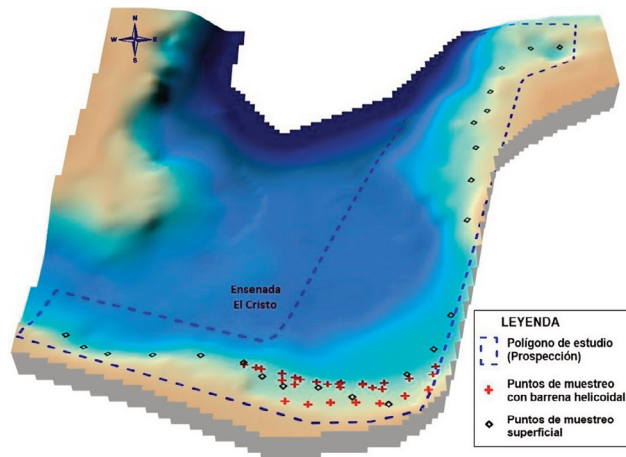 N
W E
S
Ensenada
El Cristo
LEYENDA
Polígono de estudio
(Prospección)
Puntos de muestreo
con barrena helicoidal
Puntos de muestreo
superficial